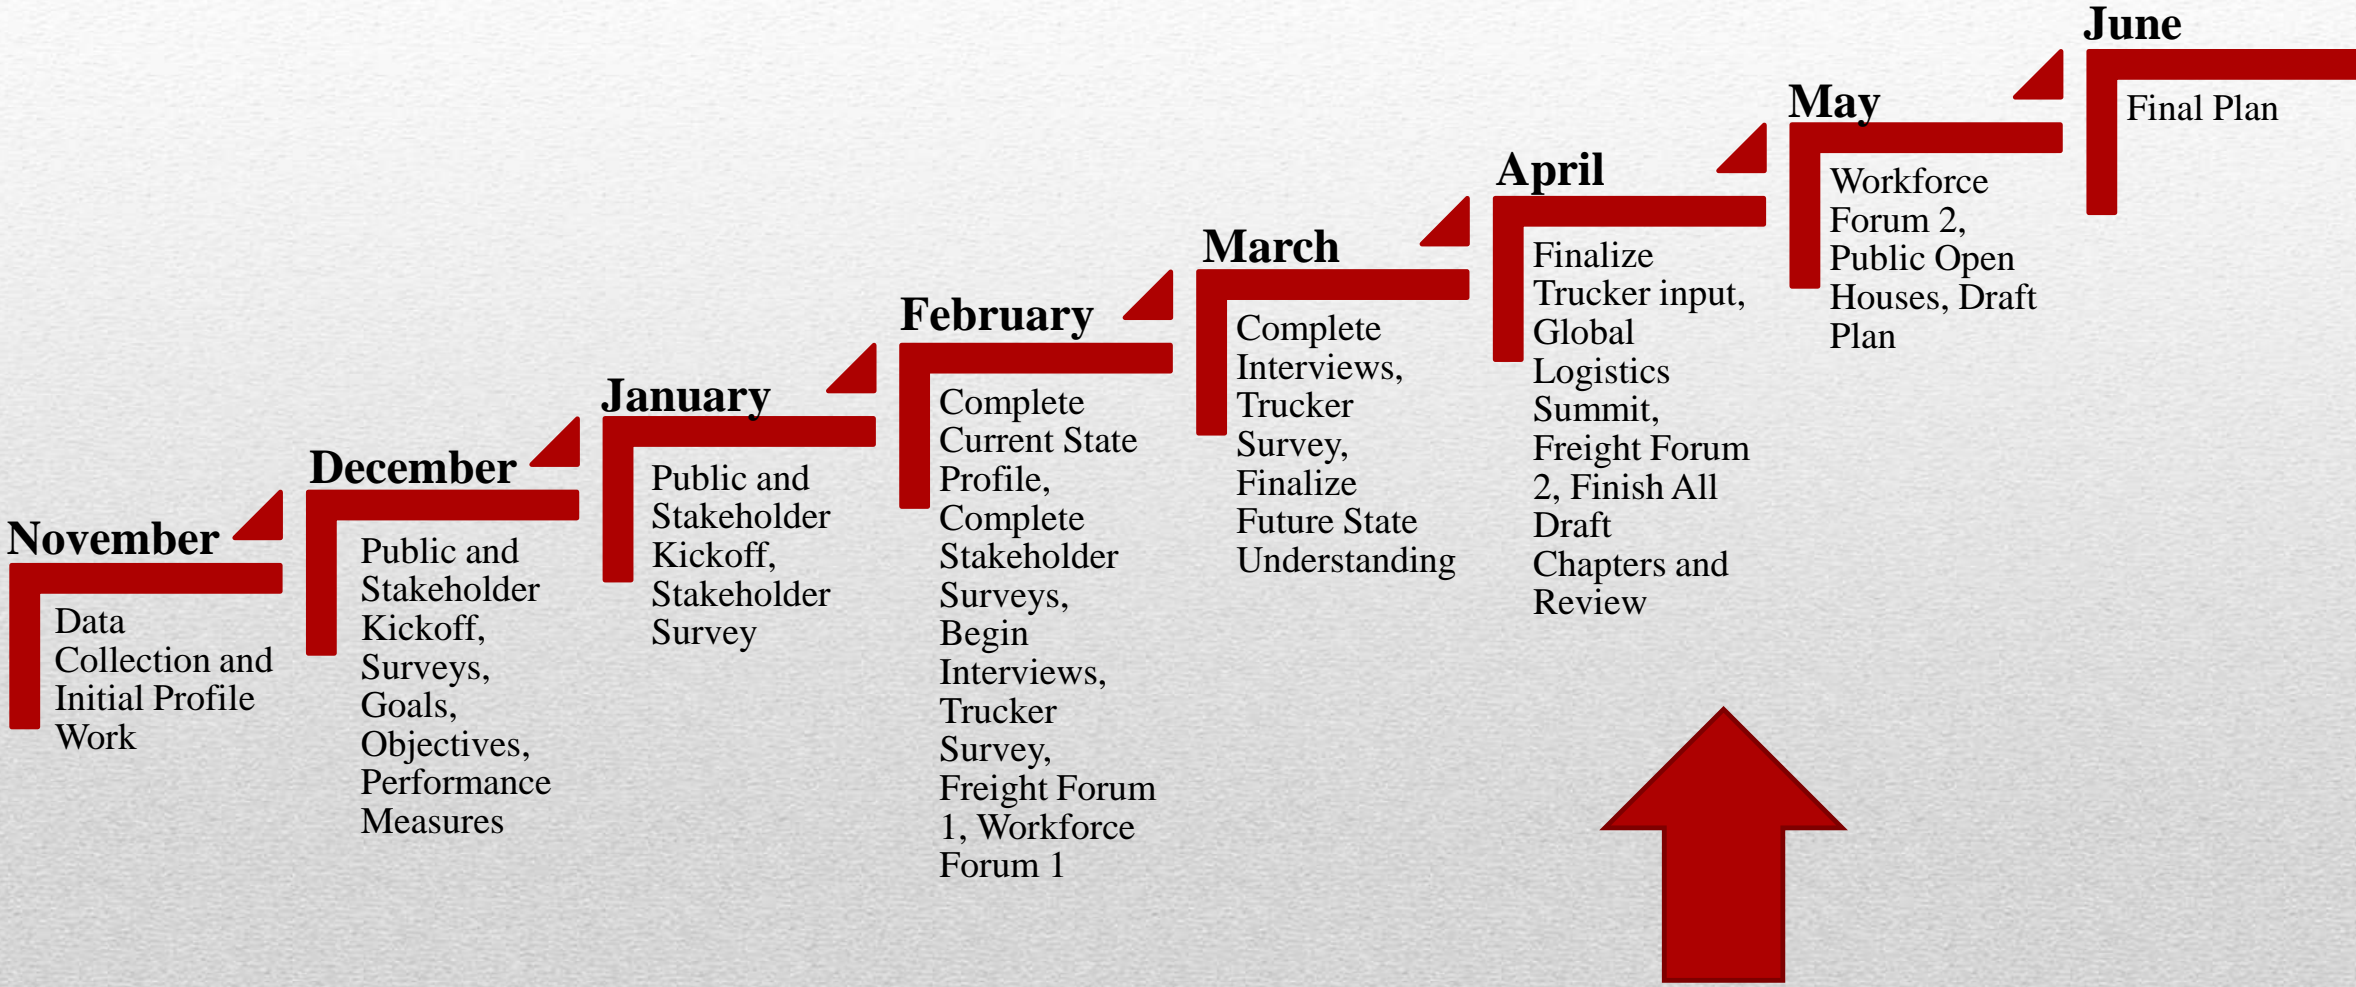 November
Data
Collection and
Initial Profile
Work
December
Public and
Stakeholder
Kickoff,
Surveys,
Goals,
Objectives,
Performance
Measures
January
Public and
Stakeholder
Kickoff,
Stakeholder
Survey
February
Complete
Current State
Profile,
Complete
Stakeholder
Surveys,
Begin
Interviews,
Trucker
Survey,
Freight Forum
1, Workforce
Forum 1
March
Complete
Interviews,
Trucker
Survey,
Finalize
Future State
Understanding
April
Finalize
Trucker input,
Global
Logistics
Summit,
Freight Forum
2, Finish All
Draft
Chapters and
Review
May
Workforce
Forum 2,
Public Open
Houses, Draft
Plan
June
Final Plan